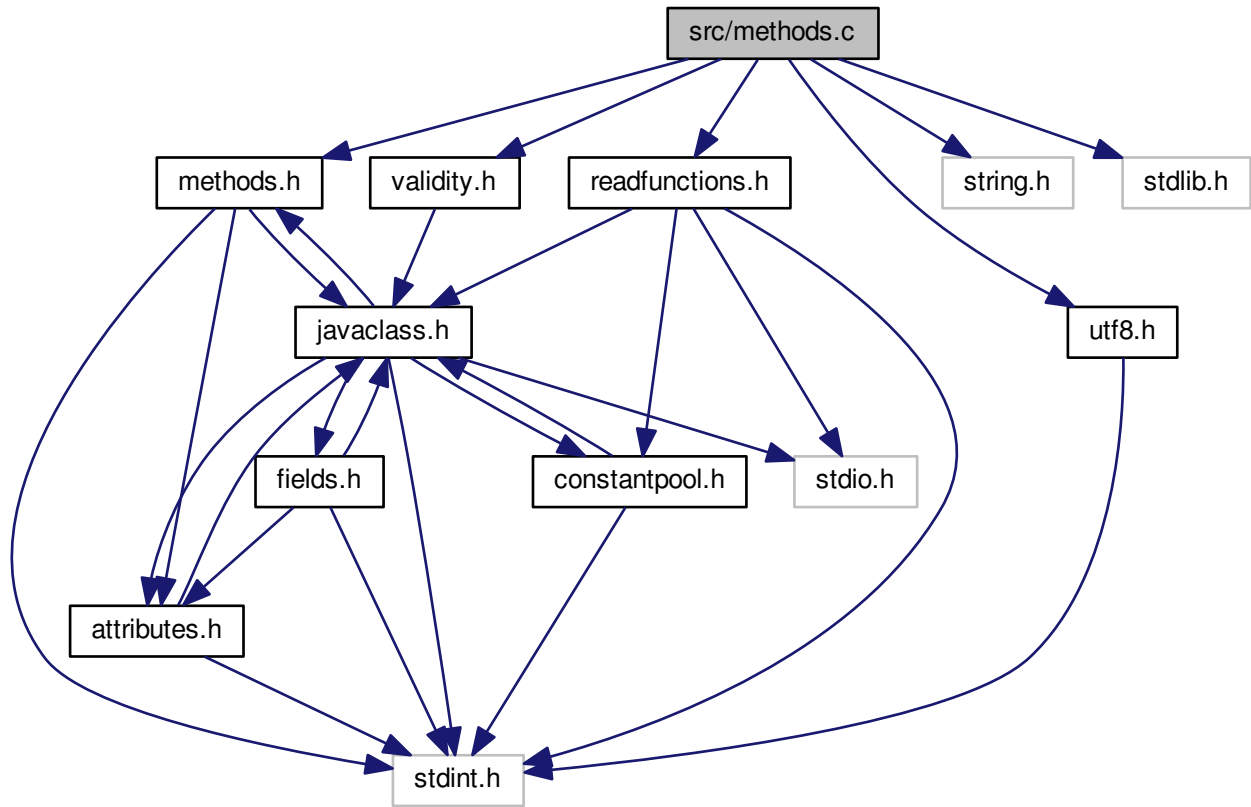 src/methods.c
methods.h
validity.h
readfunctions.h
string.h
stdlib.h
javaclass.h
utf8.h
fields.h
constantpool.h
stdio.h
attributes.h
stdint.h